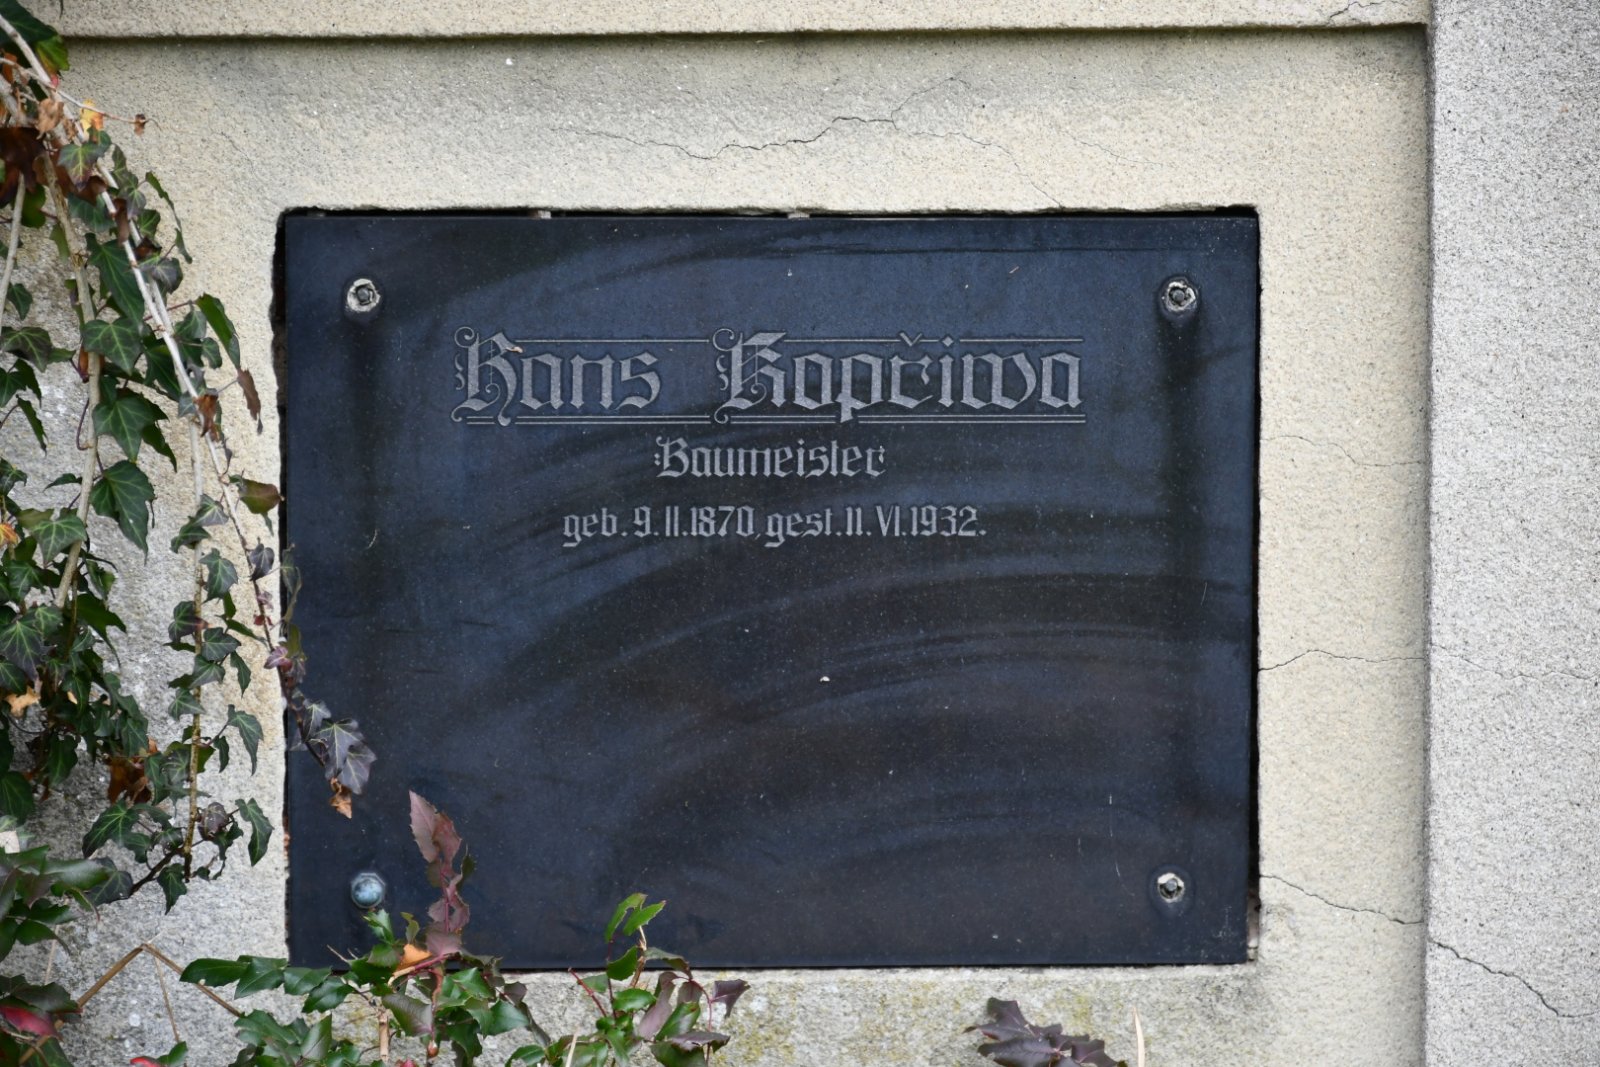 Hans Kopřiwa
Baumeister
geb. 9. II. 1870, gest. 11. VI. 1932.